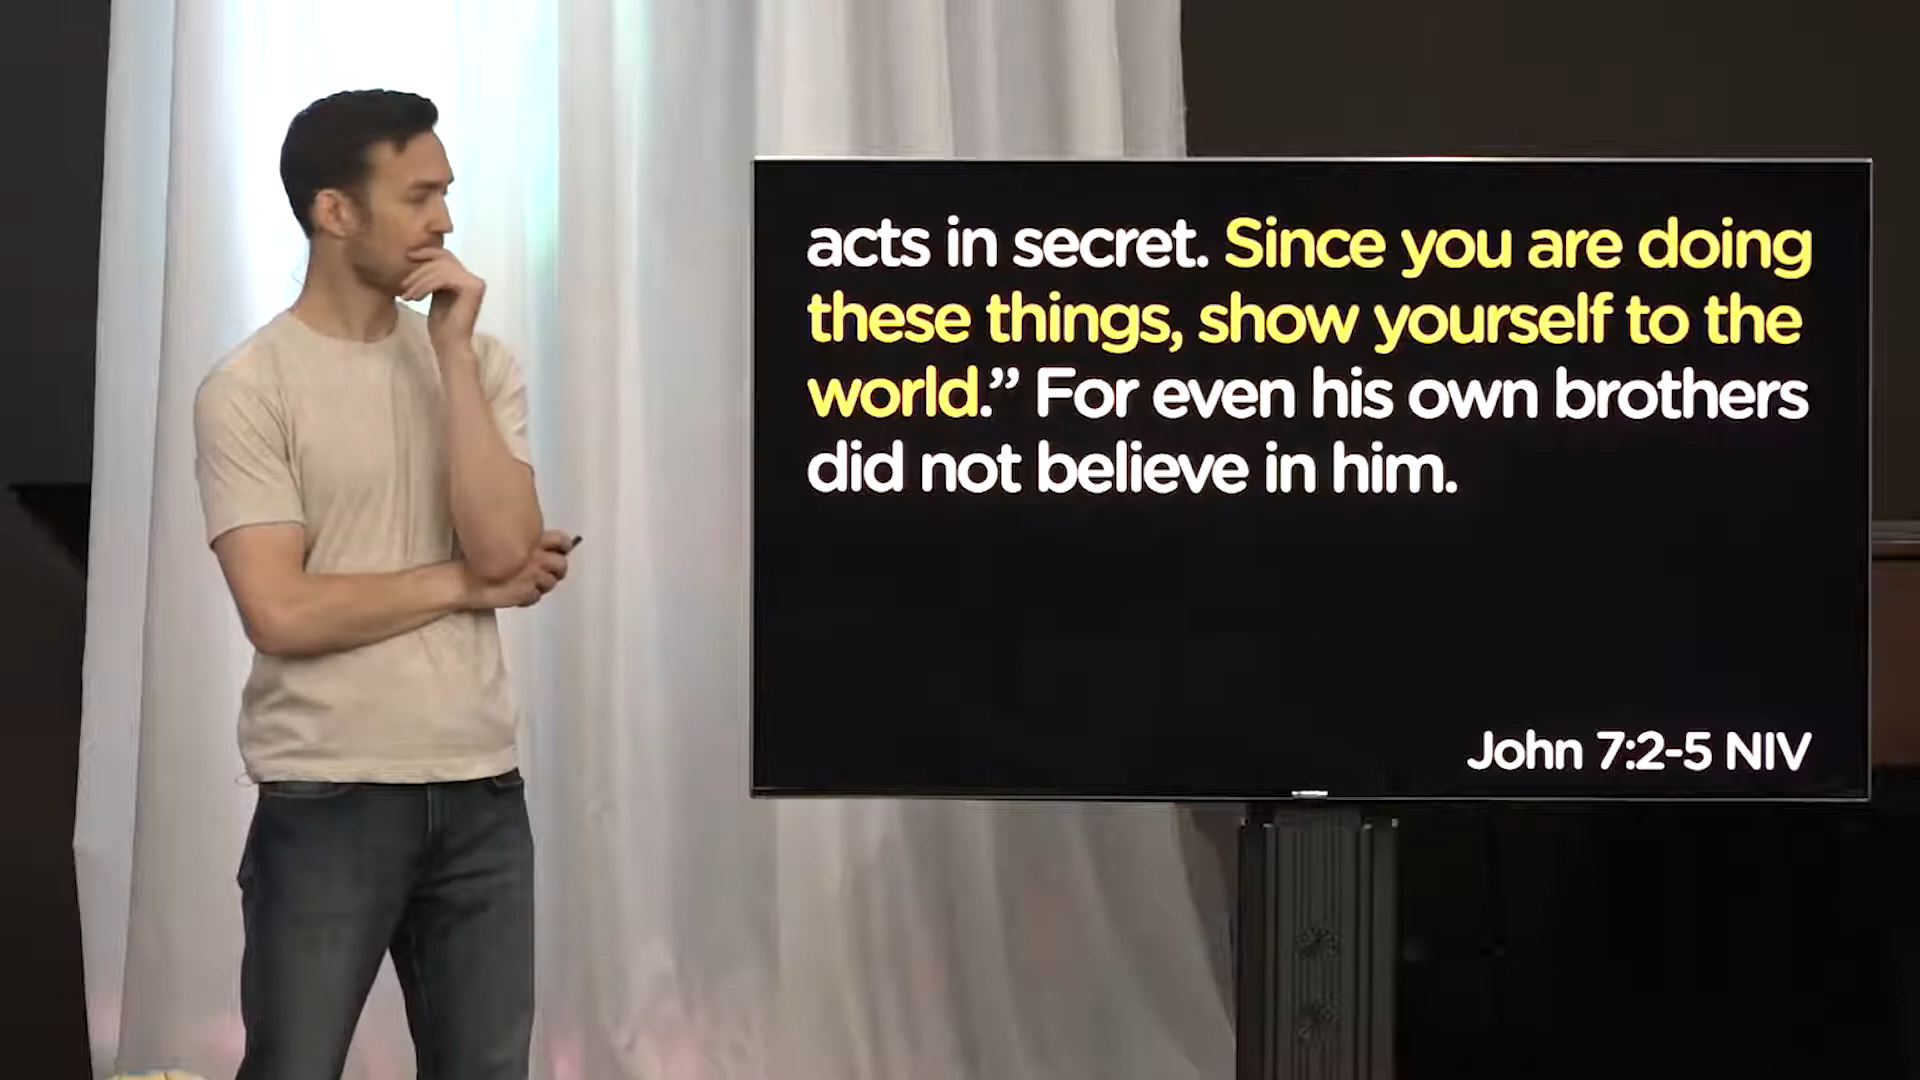 acts in secret. Since you are doing
these things, show yourself to the
world.” For even his own brothers
did not believe in him.
John 7:2-5 NIV